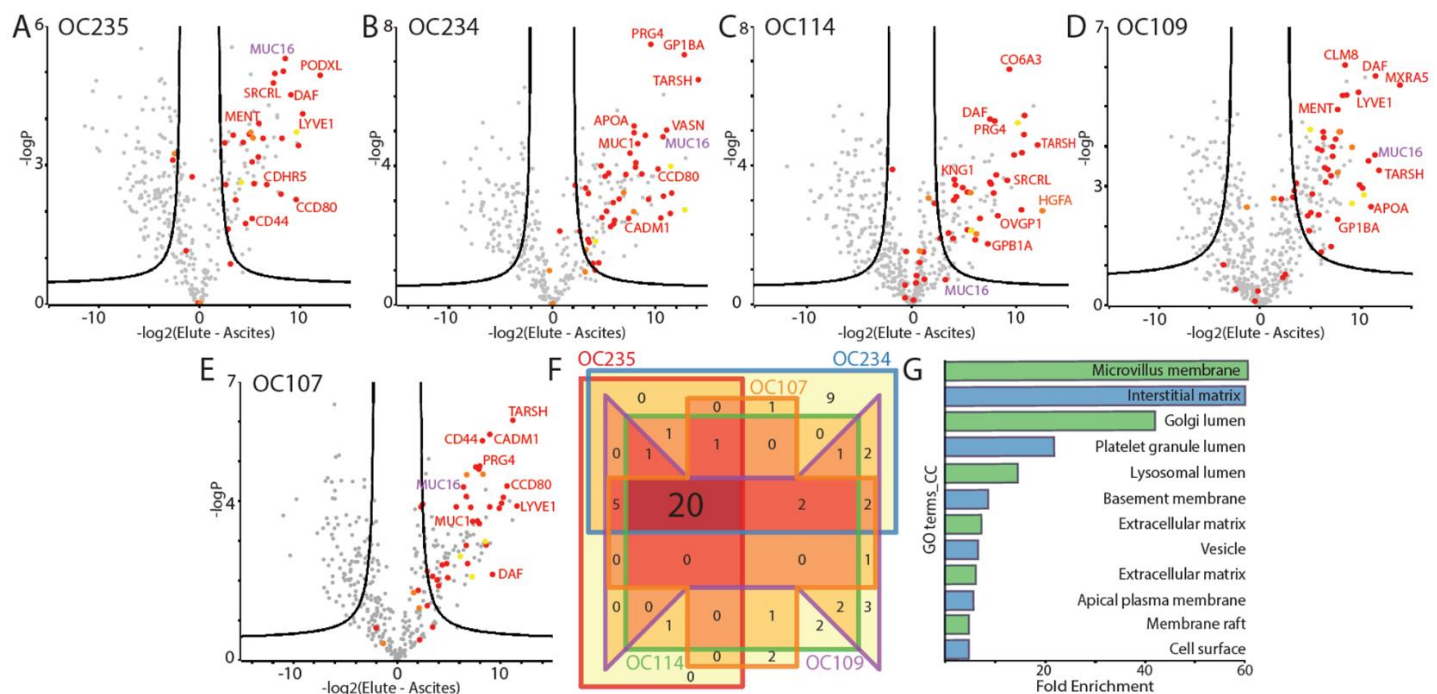 A OC235
6
3
0
-logP
MUC16
PODXL
SRCRL
DAF
MENT
LYVE1
CDHR5
CCD80
CD44
-10 0 10
-log2(Elute - Ascites)
B OC234
8
4
0
-logP
PRG4
GP1BA
TARSH
APOA
VASN
MUC1
MUC16
CCD80
CADM1
-10 0 10
-log2(Elute - Ascites)
C OC114
8
-4
0
-logP
CO6A3
DAF
PRG4
TARSH
KNG1
SRCRL
HGFA
OVGP1
GPB1A
MUC16
-10 0 10
-log2(Elute - Ascites)
D OC109
7
3
0
-logP
CLM8
DAF
MXRA5
MENT
LYVE1
MUC16
TARSH
APOA
GP1BA
-10 0 10
-log2(Elute - Ascites)
E OC107
7
4
0
-logP
TARSH
CD44
CADM1
PRG4
MUC16
CCD80
LYVE1
MUC1
DAF
-10 0 10
-log2(Elute - Ascites)
F
OC235 OC234
OC107
0 0 1 9
1 1 0 0
0 1 1 2
5 20 2 2
0 0 0 1
0 0 0 1 2 3
1 2
OC114 0 2 OC109
0
G
GO terms_CC
Microvillus membrane
Interstitial matrix
Golgi lumen
Platelet granule lumen
Lysosomal lumen
Basement membrane
Extracellular matrix
Vesicle
Extracellular matrix
Apical plasma membrane
Membrane raft
Cell surface
20 40 60
Fold Enrichment